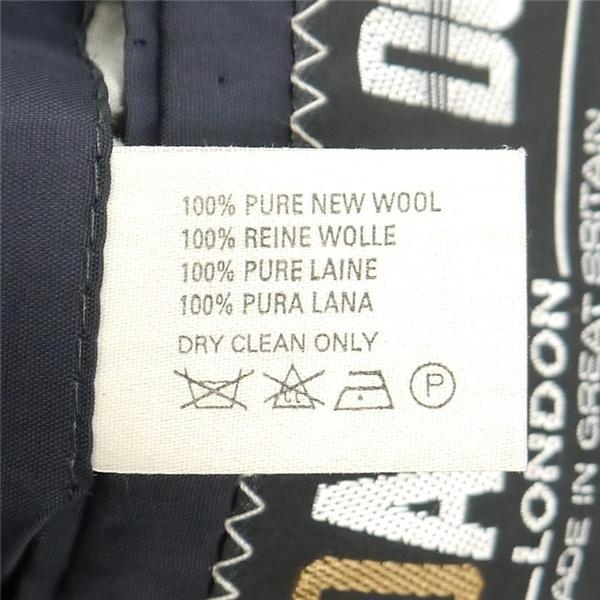 100% PURE NEW WOOL
100% REINE WOLLE
100% PURE LAINE
100% PURA LANA
DRY CLEAN ONLY
CL
P
LONDON
IN GREAT BRITAIN